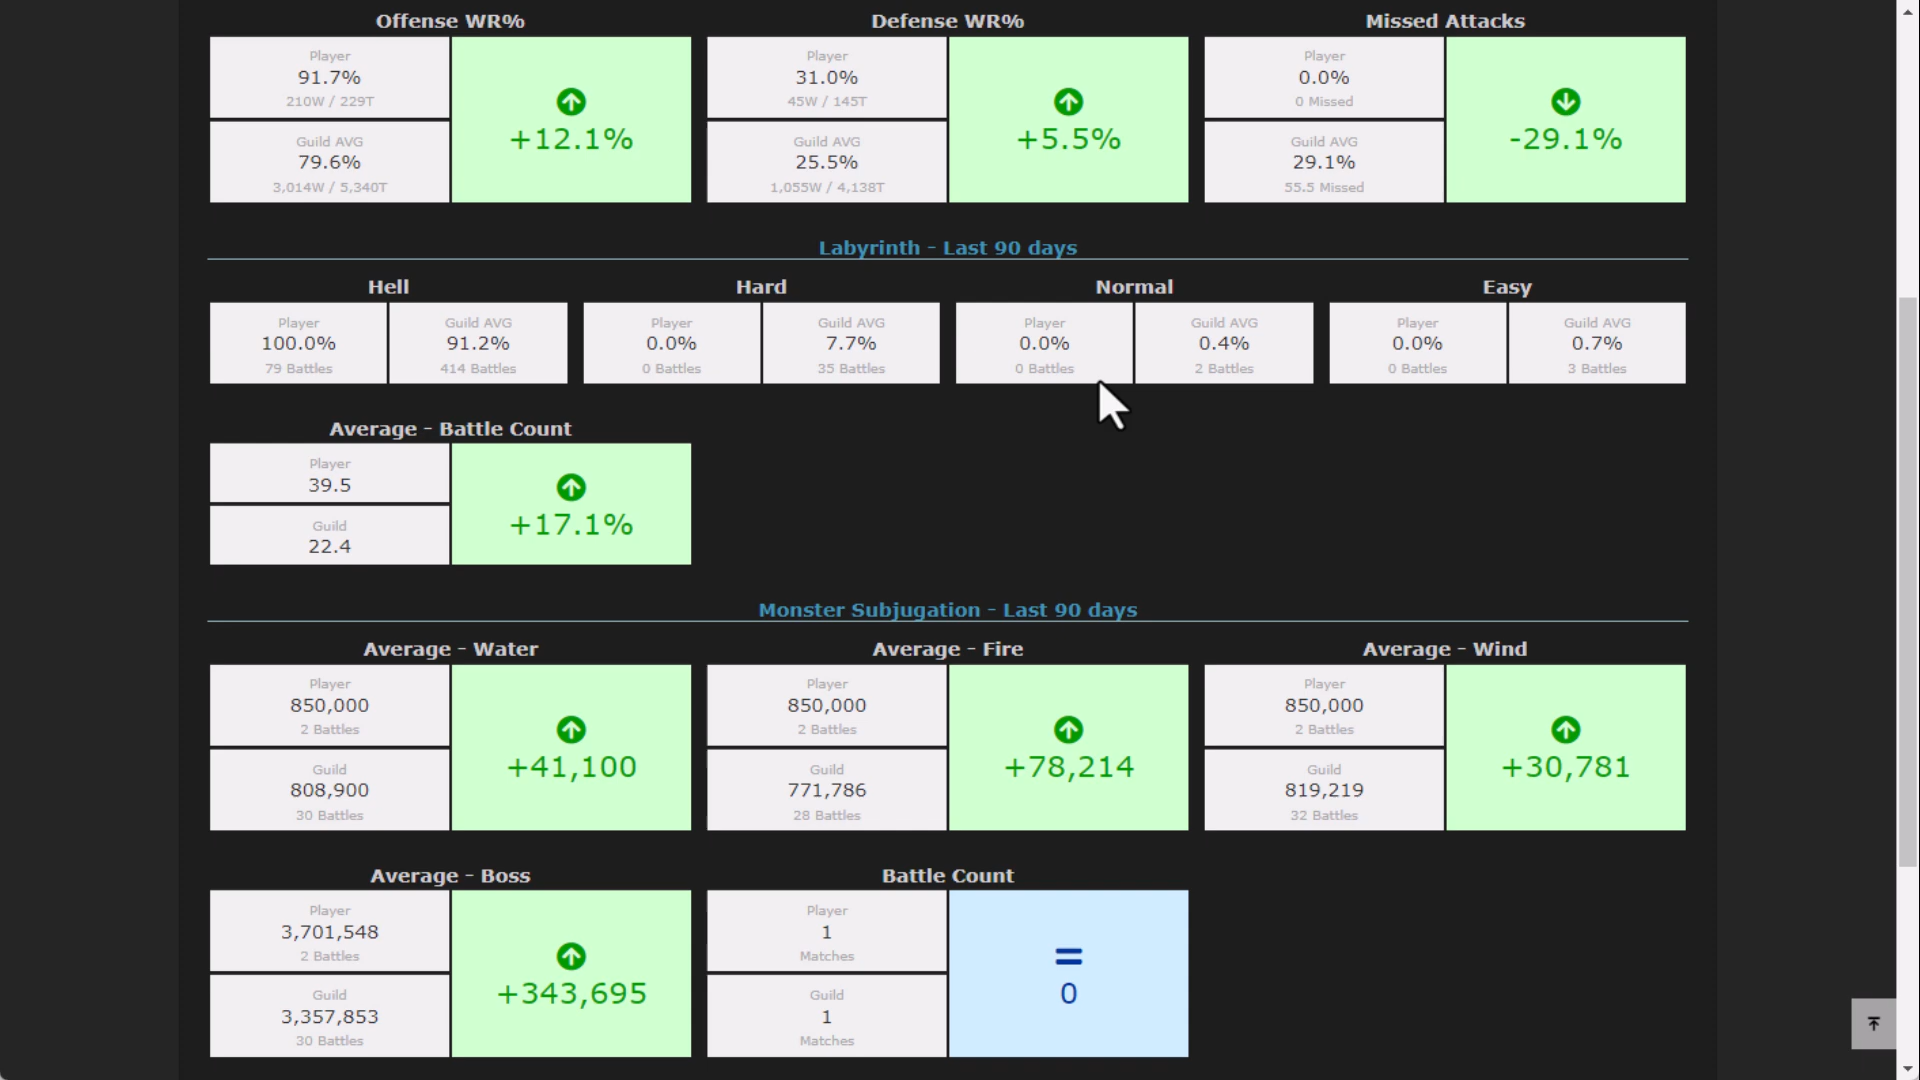 Offense WR%
Defense WR%
Missed Attacks
Player
91.7%
210W / 229T
Guild AVG
79.6%
3,014W / 5,340T
+12.1%
Player
31.0%
45W / 145T
Guild AVG
25.5%
1,055W / 4,138T
+5.5%
Player
0.0%
0 Missed
Guild AVG
29.1%
55.5 Missed
-29.1%
Labyrinth - Last 90 days
Hell
Hard
Normal
Easy
Player
100.0%
79 Battles
Guild AVG
91.2%
414 Battles
Player
0.0%
0 Battles
Guild AVG
7.7%
35 Battles
Player
0.0%
0 Battles
Guild AVG
0.4%
2 Battles
Player
0.0%
0 Battles
Guild AVG
0.7%
3 Battles
Average - Battle Count
Player
39.5
Guild
22.4
+17.1%
Monster Subjugation - Last 90 days
Average - Water
Average - Fire
Average - Wind
Player
850,000
2 Battles
Guild
808,900
30 Battles
+41,100
Player
850,000
2 Battles
Guild
771,786
28 Battles
+78,214
Player
850,000
2 Battles
Guild
819,219
32 Battles
+30,781
Average - Boss
Battle Count
Player
3,701,548
2 Battles
Guild
3,357,853
30 Battles
+343,695
Player
1
Matches
Guild
1
Matches
=
0